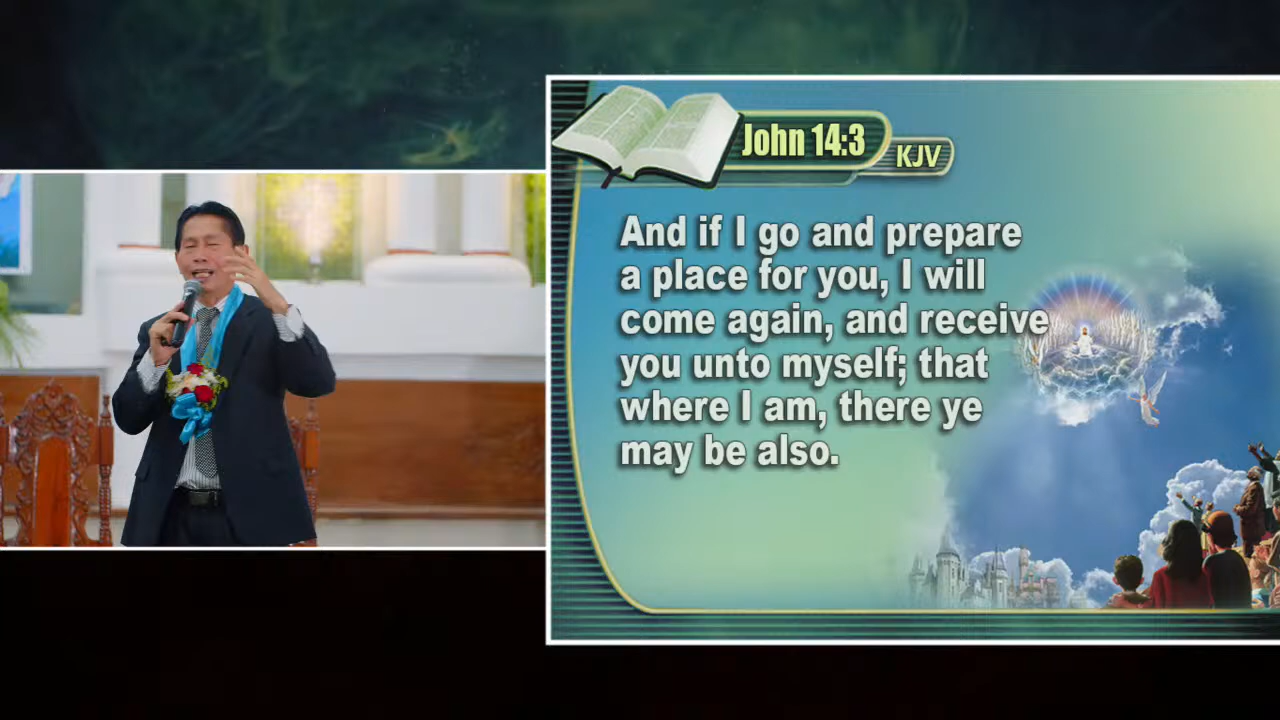 John 14:3
KJV
And if I go and prepare
a place for you, I will
come again, and receive
you unto myself; that
where I am, there ye
may be also.